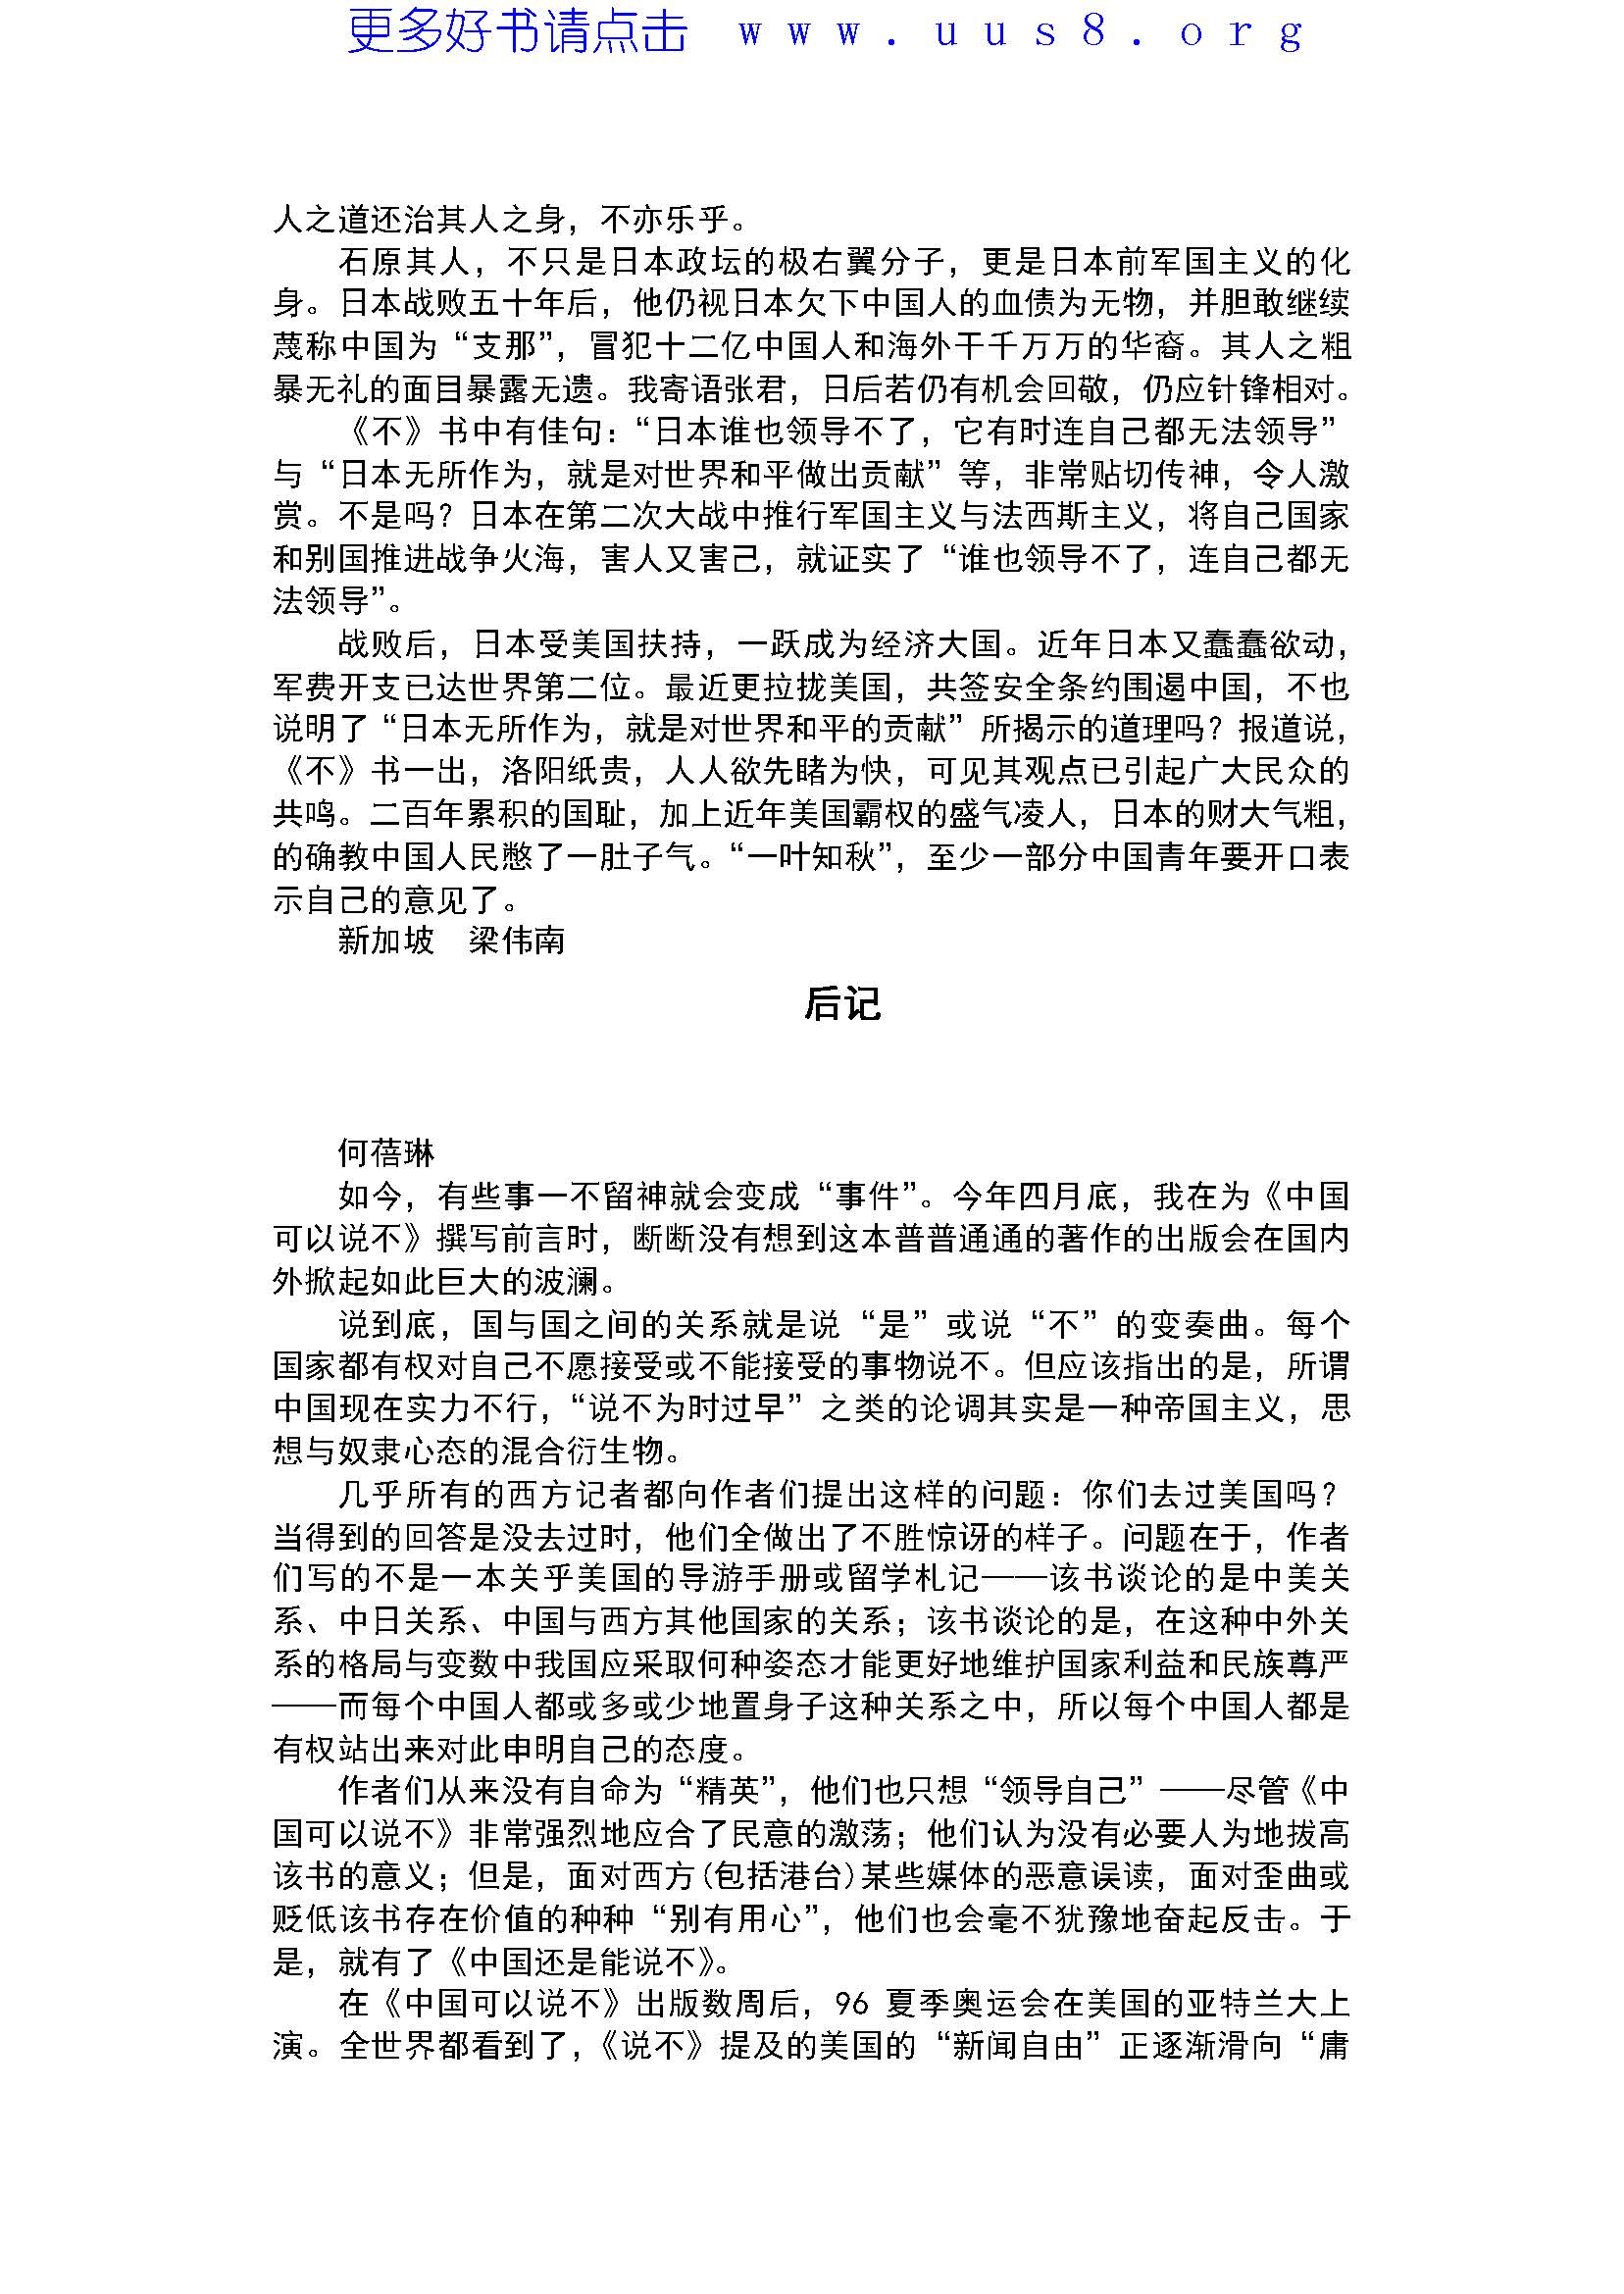 更多好书请点击 www.uus8.org
人之道还治其人之身，不亦乐乎。
石原其人，不只是日本政坛的极右翼分子，更是日本前军国主义的化
身。日本战败五十年后，他仍视日本欠下中国人的血债为无物，并胆敢继续
蔑称中国为“支那”，冒犯十二亿中国人和海外干千万万的华裔。其人之粗
暴无礼的面目暴露无遗。我寄语张君，日后若仍有机会回敬，仍应针锋相对。
《不》书中有佳句：“日本谁也领导不了，它有时连自己都无法领导”
与“日本无所作为，就是对世界和平做出贡献”等，非常贴切传神，令人激
赏。不是吗？日本在第二次大战中推行军国主义与法西斯主义，将自己国家
和别国推进战争火海，害人又害己，就证实了“谁也领导不了，连自己都无
法领导”。
战败后，日本受美国扶持，一跃成为经济大国。近年日本又蠢蠢欲动，
军费开支已达世界第二位。最近更拉拢美国，共签安全条约围遏中国，不也
说明了“日本无所作为，就是对世界和平的贡献”所揭示的道理吗？报道说，
《不》书一出，洛阳纸贵，人人欲先睹为快，可见其观点已引起广大民众的
共鸣。二百年累积的国耻，加上近年美国霸权的盛气凌人，日本的财大气粗，
的确教中国人民憋了一肚子气。“一叶知秋”，至少一部分中国青年要开口表
示自己的意见了。
新加坡　梁伟南
后记
何蓓琳
如今，有些事一不留神就会变成“事件”。今年四月底，我在为《中国
可以说不》撰写前言时，断断没有想到这本普普通通的著作的出版会在国内
外掀起如此巨大的波澜。
说到底，国与国之间的关系就是说“是”或说“不”的变奏曲。每个
国家都有权对自己不愿接受或不能接受的事物说不。但应该指出的是，所谓
中国现在实力不行，“说不为时过早”之类的论调其实是一种帝国主义，思
想与奴隶心态的混合衍生物。
几乎所有的西方记者都向作者们提出这样的问题：你们去过美国吗？
当得到的回答是没去过时，他们全做出了不胜惊讶的样子。问题在于，作者
们写的不是一本关乎美国的导游手册或留学札记——该书谈论的是中美关
系、中日关系、中国与西方其他国家的关系；该书谈论的是，在这种中外关
系的格局与变数中我国应采取何种姿态才能更好地维护国家利益和民族尊严
——而每个中国人都或多或少地置身子这种关系之中，所以每个中国人都是
有权站出来对此申明自己的态度。
作者们从来没有自命为“精英”，他们也只想“领导自己”——尽管《中
国可以说不》非常强烈地应合了民意的激荡；他们认为没有必要人为地拔高
该书的意义；但是，面对西方(包括港台)某些媒体的恶意误读，面对歪曲或
贬低该书存在价值的种种“别有用心”，他们也会毫不犹豫地奋起反击。于
是，就有了《中国还是能说不》。
在《中国可以说不》出版数周后，96 夏季奥运会在美国的亚特兰大上
演。全世界都看到了，《说不》提及的美国的“新闻自由”正逐渐滑向“庸